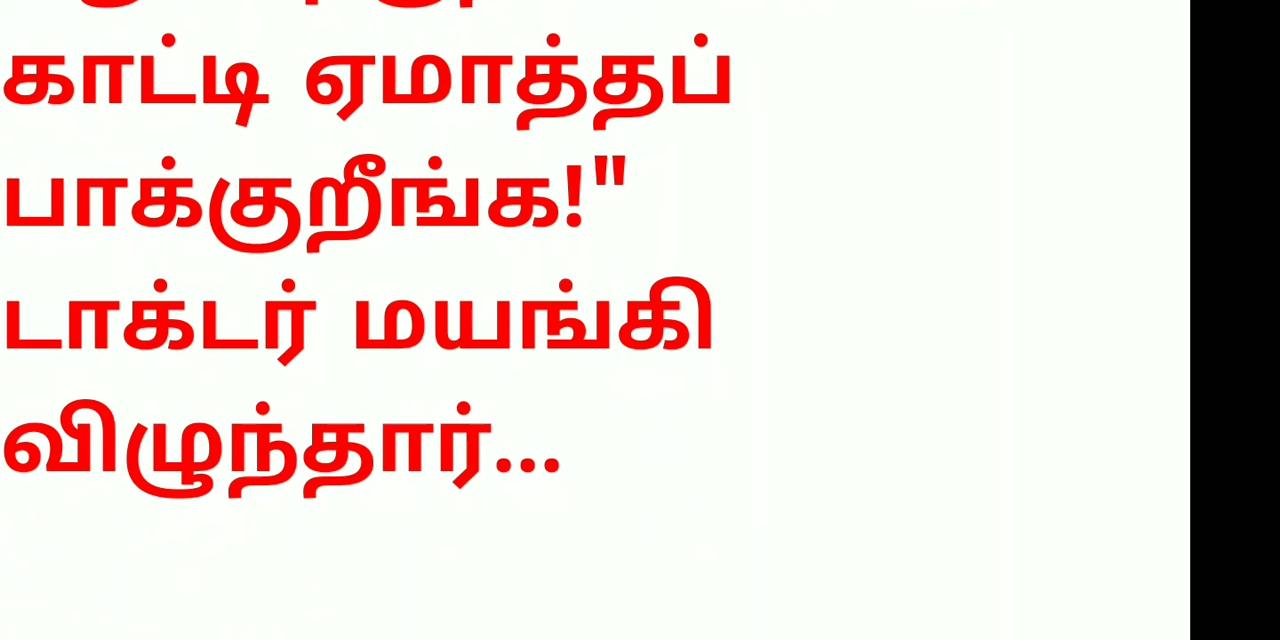 காட்டி ஏமாத்தப்
பாக்குறீங்க!"
டாக்டர் மயங்கி
விழுந்தார்...